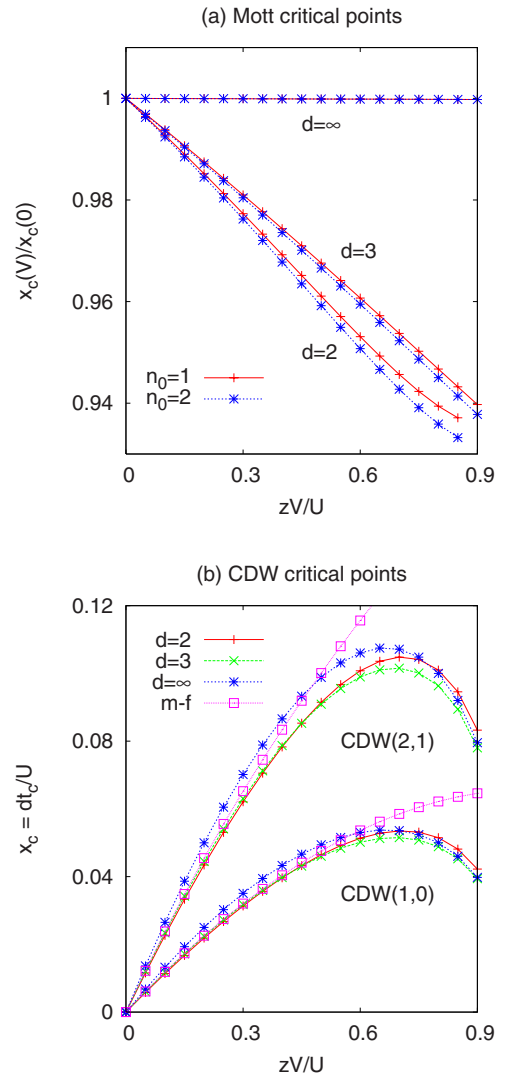 (a) Mott critical points
x_c(V)/x_c(0)
1
0.98
0.96
0.94
d=∞
d=3
d=2
n_0=1
n_0=2
0
0.3
0.6
0.9
zV/U
(b) CDW critical points
x_c = dt_c/U
0.12
0.08
0.04
0
d=2
d=3
d=∞
m-f
CDW(2,1)
CDW(1,0)
0
0.3
0.6
0.9
zV/U